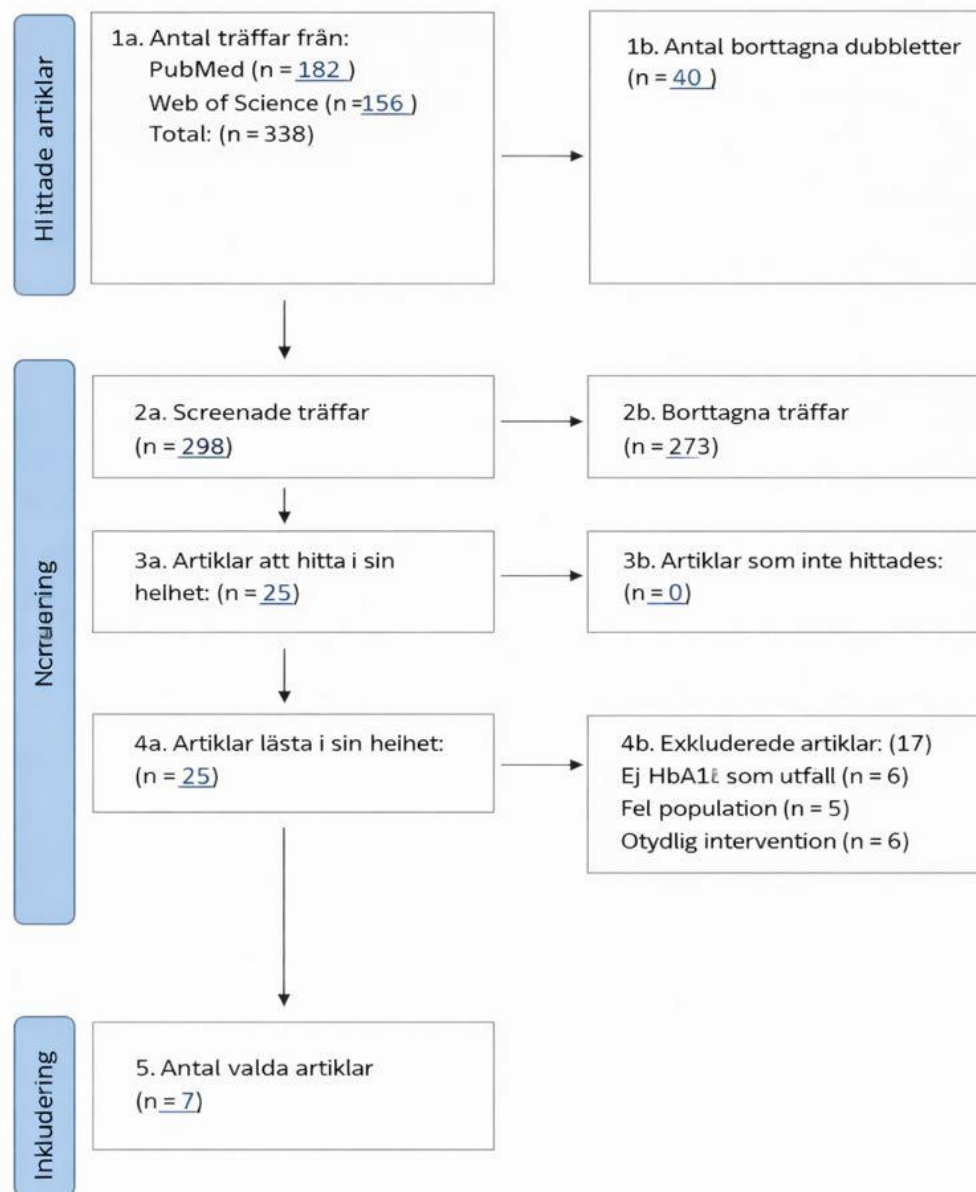 Hlittade artiklar
1a. Antal träffar från:
PubMed (n = 182 )
Web of Science (n =156 )
Total: (n = 338)
1b. Antal borttagna dubbletter
(n = 40 )
Ncrruening
2a. Screenade träffar
(n = 298)
2b. Borttagna träffar
(n = 273)
3a. Artiklar att hitta i sin
helhet: (n = 25)
3b. Artiklar som inte hittades:
(n = 0)
4a. Artiklar lästa i sin heihet:
(n = 25)
4b. Exkluderede artiklar: (17)
Ej som utfall (n = 6)
Fel population (n = 5)
Otydlig intervention (n = 6)
Inkludering
5. Antal valda artiklar
(n = 7)